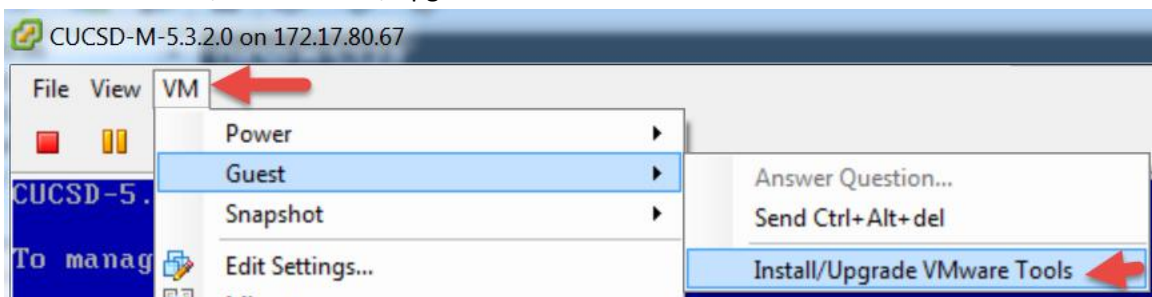 CUCSD-M-5.3.2.0 on 172.17.80.67
File View VM
Power
Guest
Answer Question...
CUCSD-5.
Snapshot
Send Ctrl+Alt+del
To manag
Edit Settings...
Install/Upgrade VMware Tools